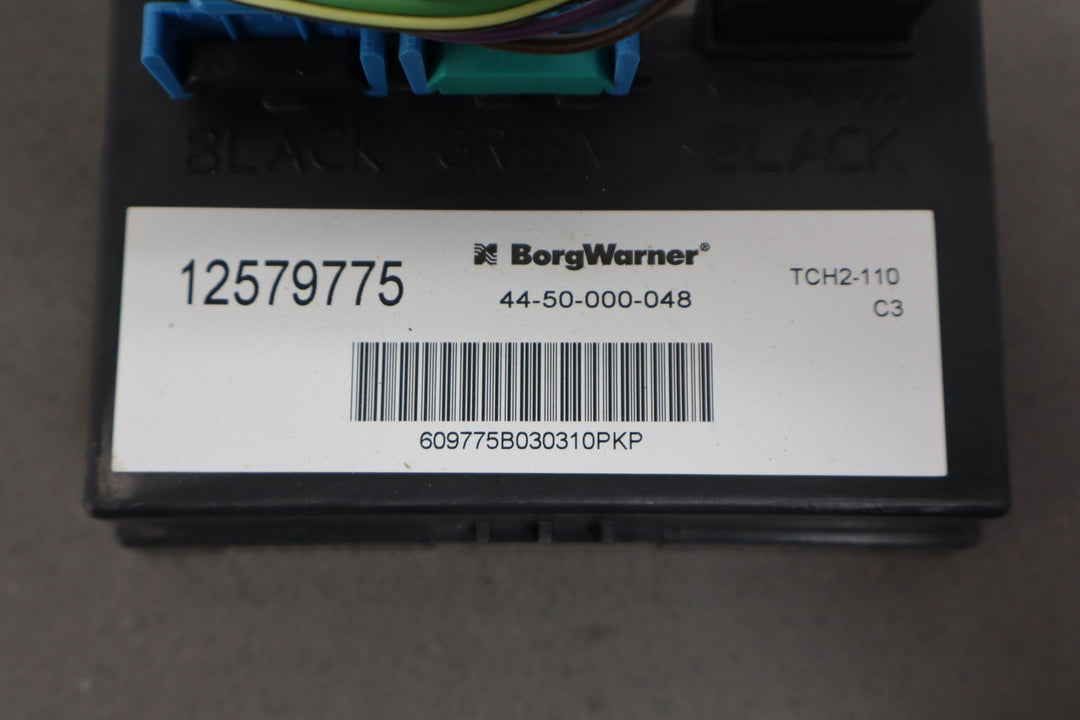 BLACK GREEN BLACK
12579775
BorgWarner®
44-50-000-048
TCH2-110
C3
609775B030310PKP